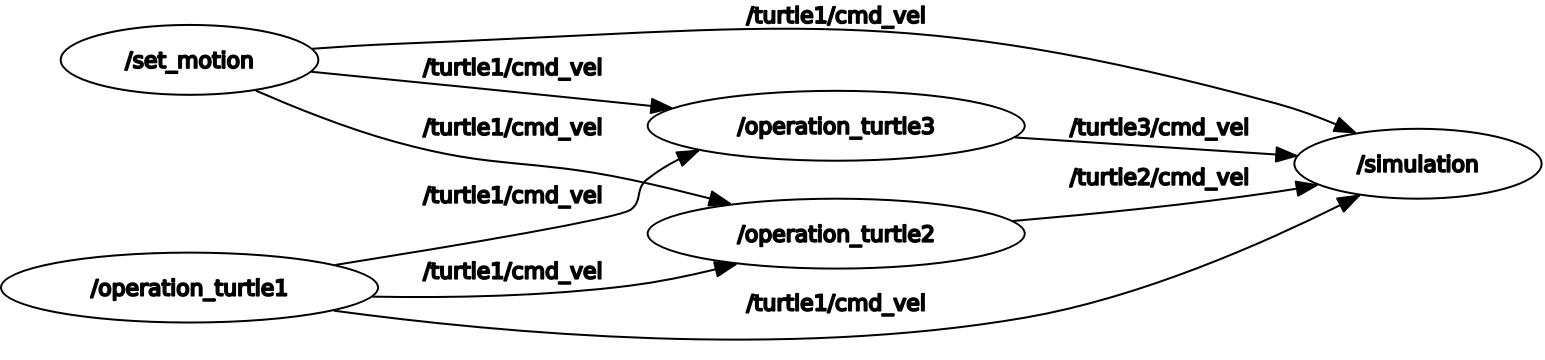 /turtle1/cmd_vel
/set_motion
/turtle1/cmd_vel
/turtle1/cmd_vel
/operation_turtle3
/turtle3/cmd_vel
/simulation
/turtle2/cmd_vel
/turtle1/cmd_vel
/operation_turtle2
/turtle1/cmd_vel
/operation_turtle1
/turtle1/cmd_vel